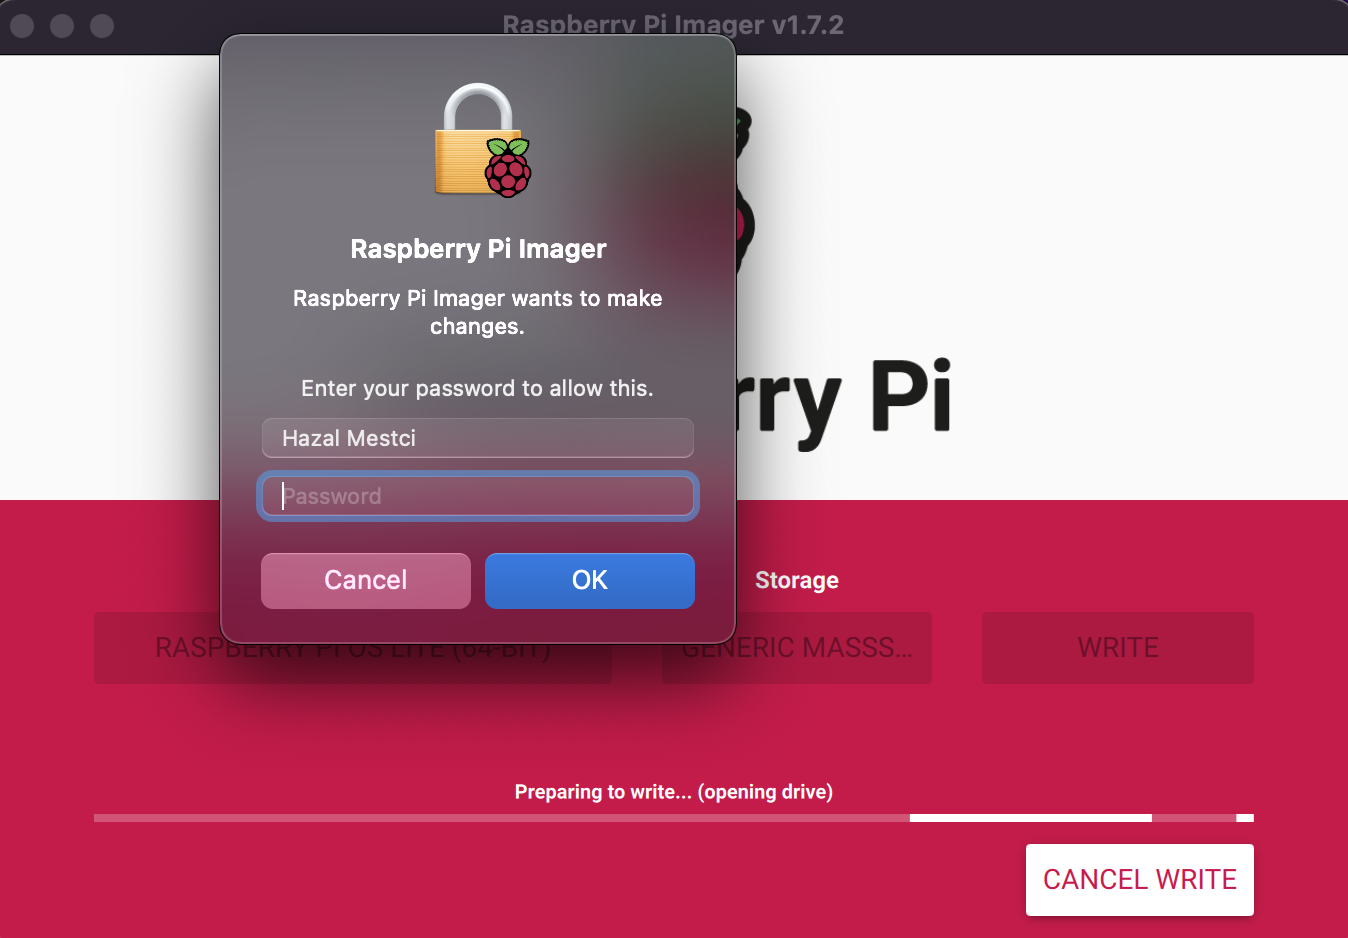 Raspberry Pi Imager v1.7.2
Raspberry Pi Imager
Raspberry Pi Imager wants to make
changes.
Enter your password to allow this.
Hazal Mestci
Password
Cancel
OK
rry Pi
Storage
RASPBERRY PI OS LITE (64-BIT)
GENERIC MASSS...
WRITE
Preparing to write... (opening drive)
CANCEL WRITE